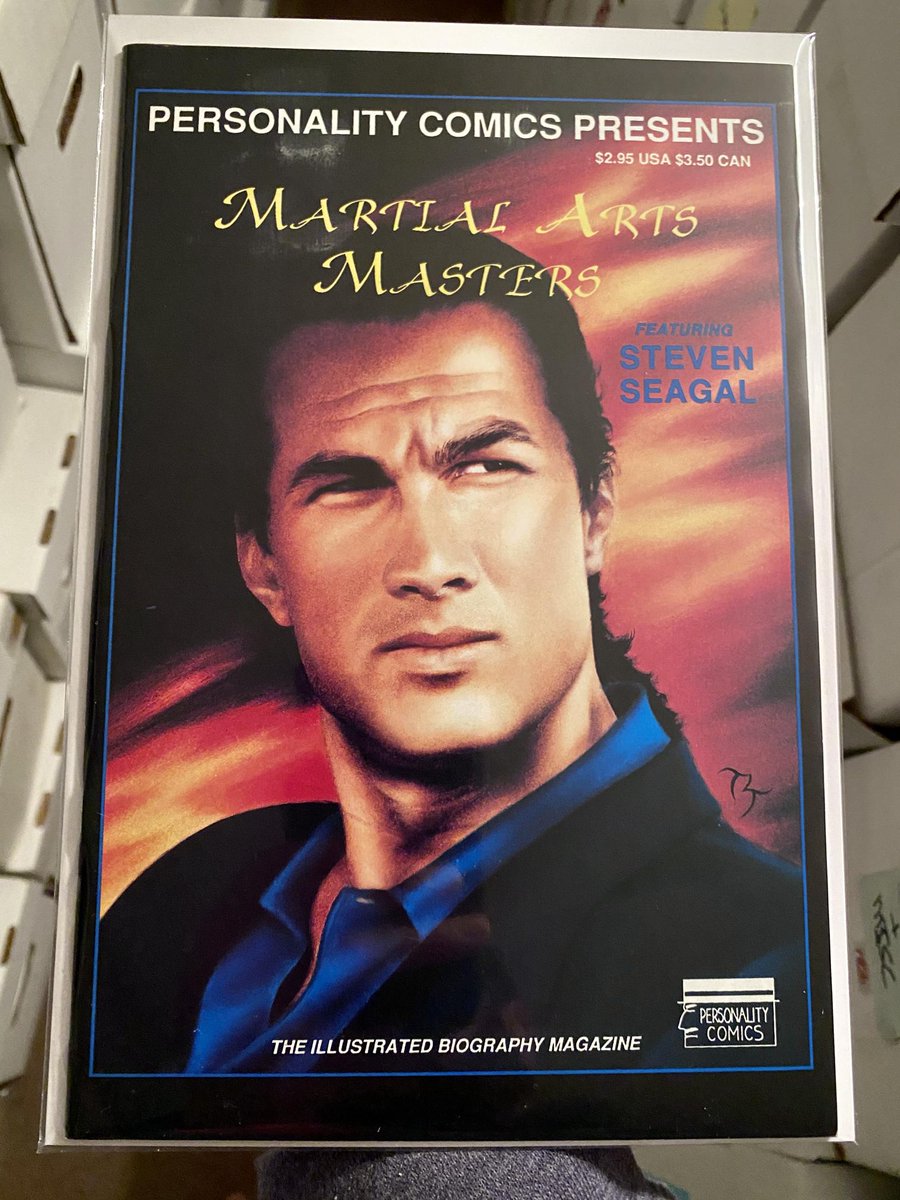 PERSONALITY COMICS PRESENTS
$2.95 USA $3.50 CAN
MARTIAL ARTS
MASTERS
FEATURING
STEVEN
SEAGAL
THE ILLUSTRATED BIOGRAPHY MAGAZINE
PERSONALITY
COMICS